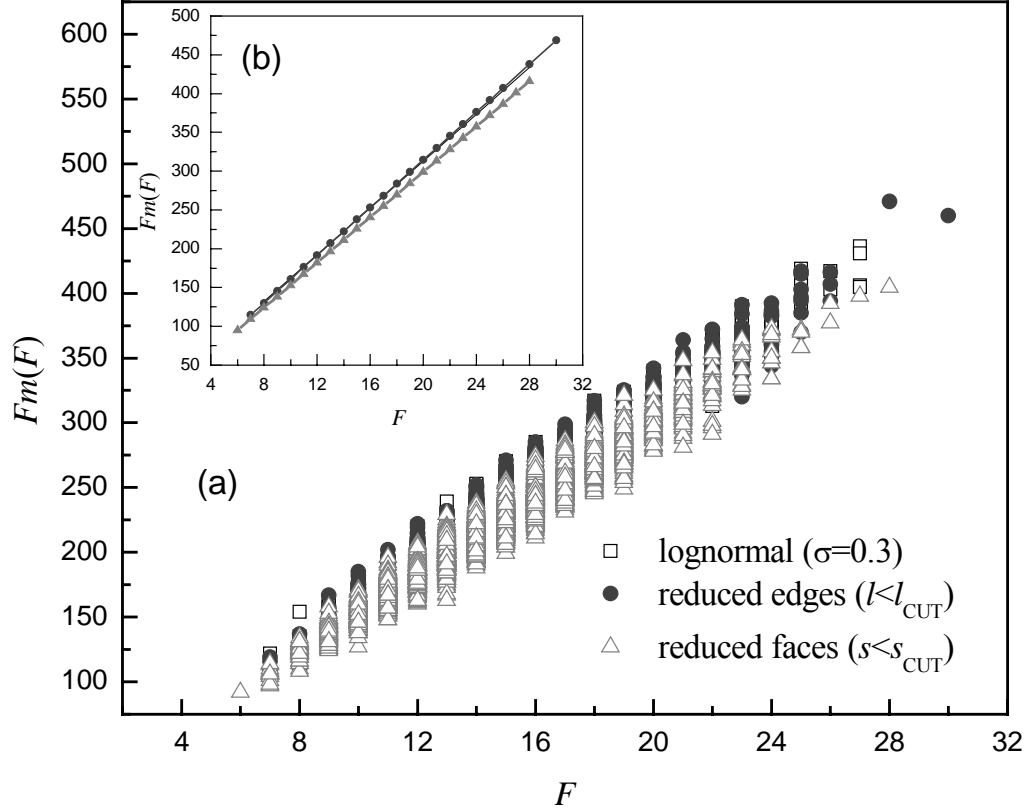 600
550
500
450
400
350
300
250
200
150
100
Fm(F)
4 8 12 16 20 24 28 32
F
(a)
lognormal (σ=0.3)
reduced edges (l<l_CUT)
reduced faces (s<s_CUT)
(b)
500
450
400
350
300
250
200
150
100
50
Fm(F)
4 8 12 16 20 24 28 32
F